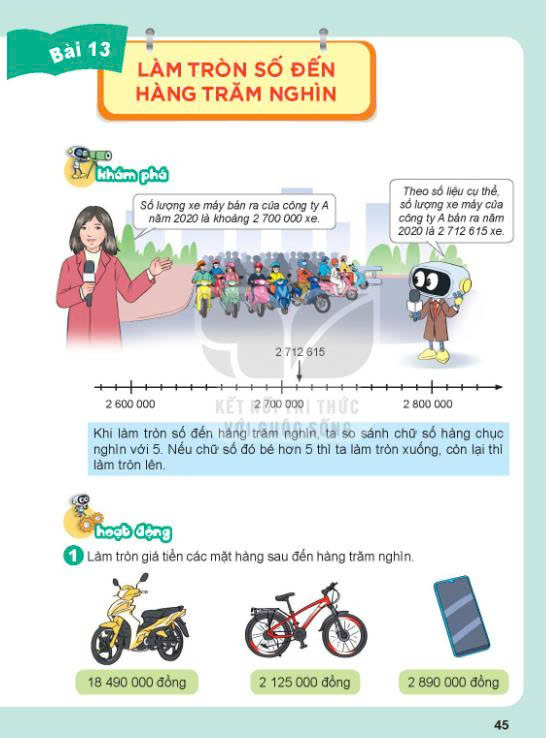 Bài 13
LÀM TRÒN SỐ ĐẾN
HÀNG TRĂM NGHÌN
khám phá
Số lượng xe máy bán ra của công ty A
năm 2020 là khoảng 2 700 000 xe.
Theo số liệu cụ thể,
số lượng xe máy của
công ty A bán ra năm
2020 là 2 712 615 xe.
2 712 615
2 600 000
2 700 000
2 800 000
KẾT NỐI TRI THỨC
VỚI CUỘC SỐNG
Khi làm tròn số đến hàng trăm nghìn, ta so sánh chữ số hàng chục
nghìn với 5. Nếu chữ số đó bé hơn 5 thì ta làm tròn xuống, còn lại thì
làm tròn lên.
hoạt động
1 Làm tròn giá tiền các mặt hàng sau đến hàng trăm nghìn.
18 490 000 đồng
2 125 000 đồng
2 890 000 đồng
45